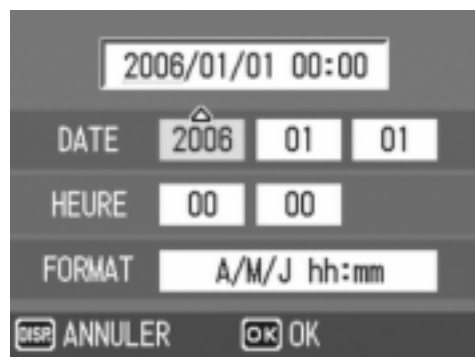 2006/01/01 00:00
DATE 2006 01 01
HEURE 00 00
FORMAT A/M/J hh:mm
DISP. ANNULER OK OK